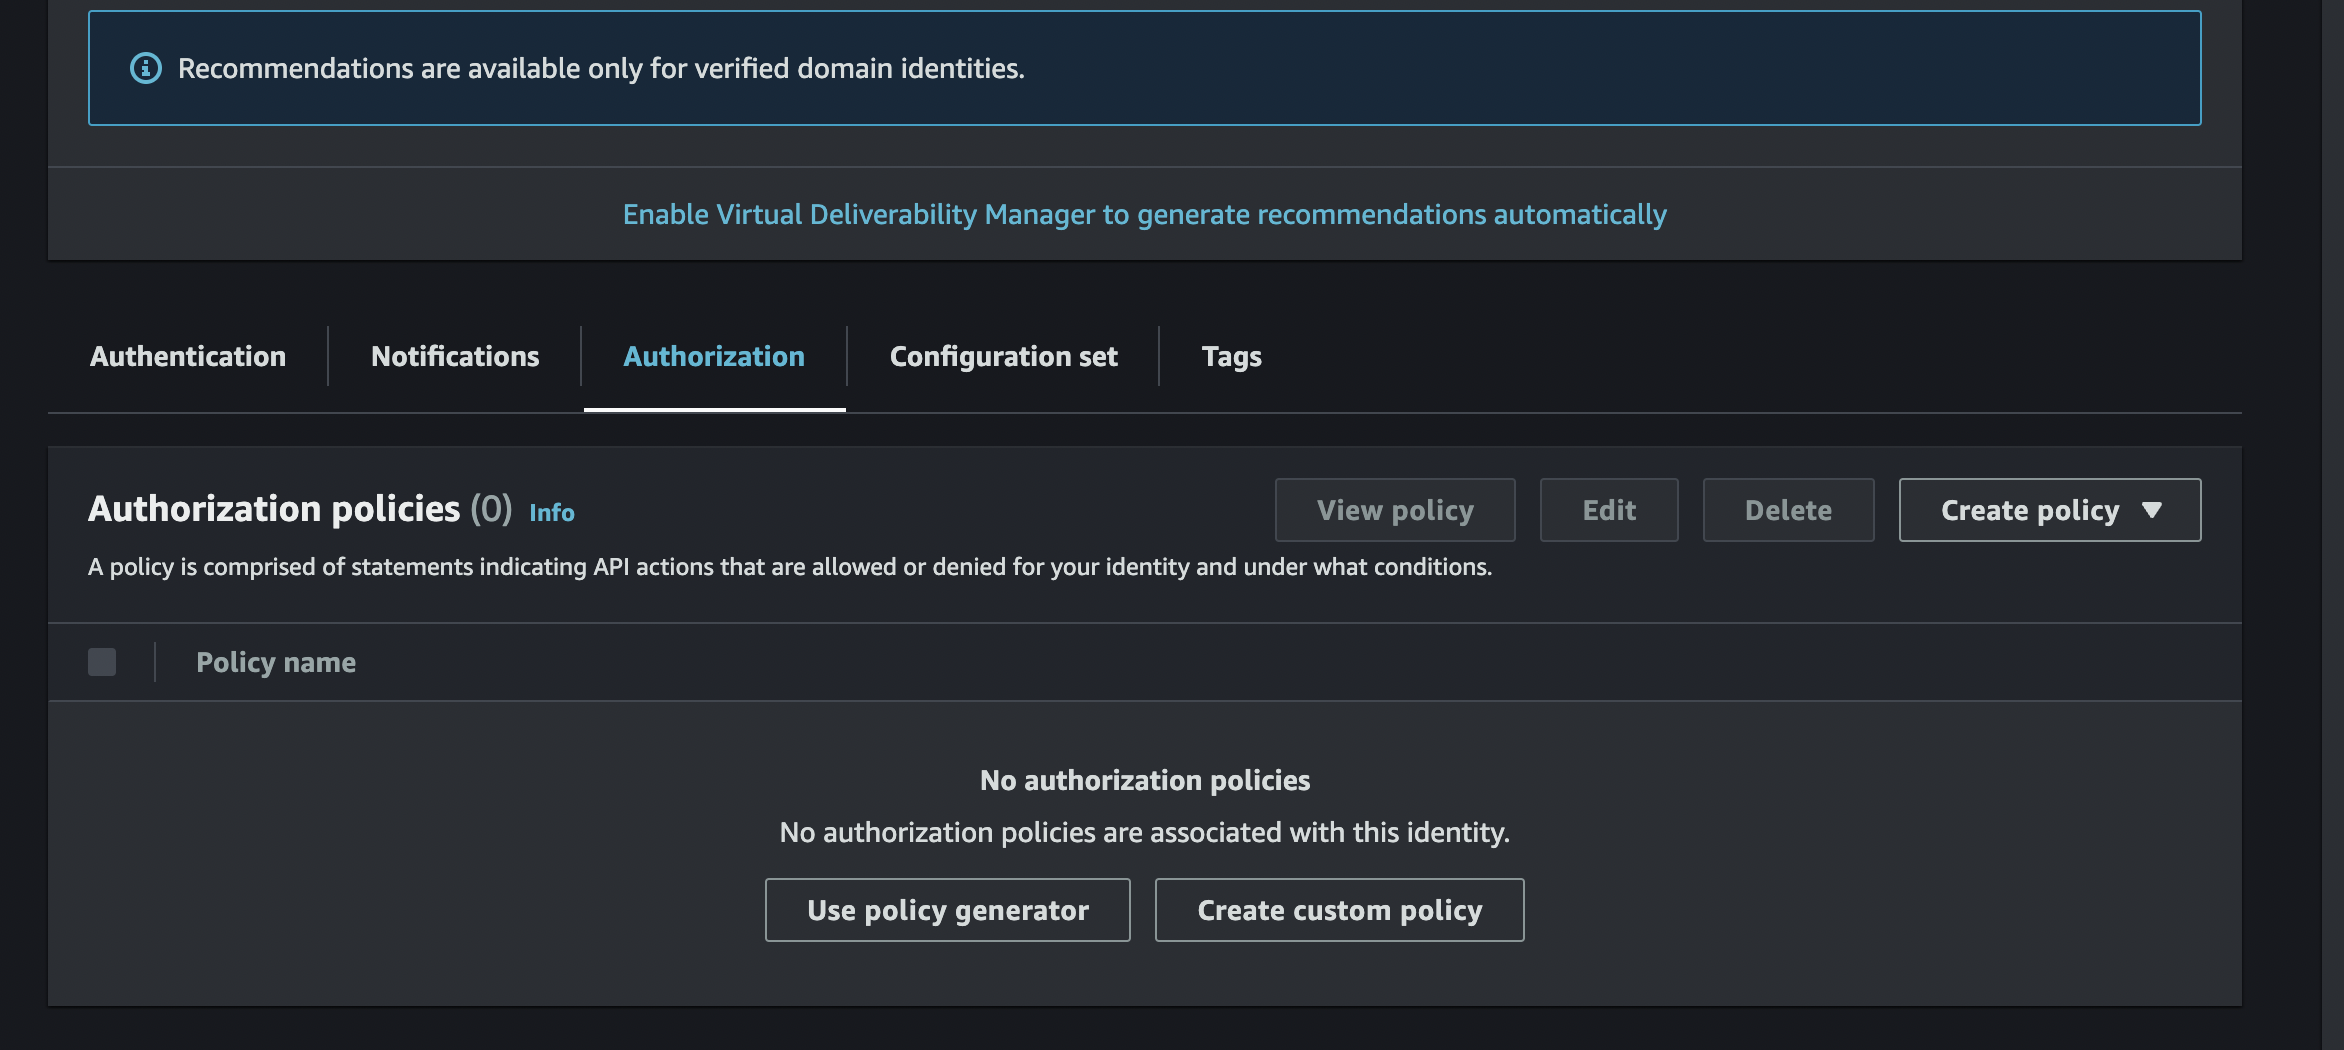 Recommendations are available only for verified domain identities.
Enable Virtual Deliverability Manager to generate recommendations automatically
Authentication
Notifications
Authorization
Configuration set
Tags
Authorization policies (0) Info
View policy
Edit
Delete
Create policy
A policy is comprised of statements indicating API actions that are allowed or denied for your identity and under what conditions.
Policy name
No authorization policies
No authorization policies are associated with this identity.
Use policy generator
Create custom policy